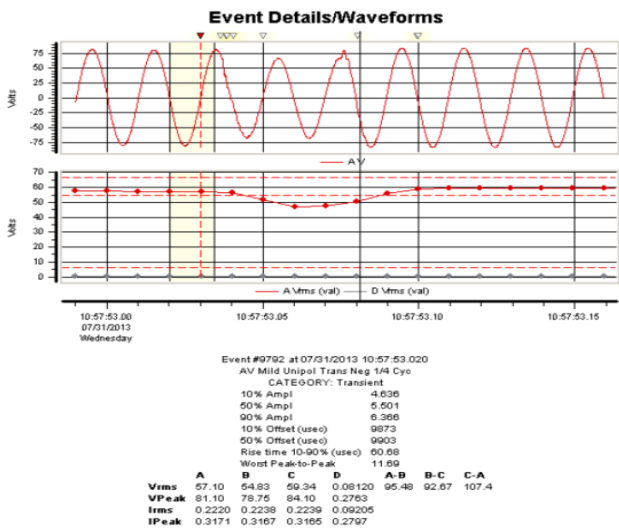 Event Details/Waveforms
75
50
25
0
-25
-50
-75
Volts
AV
70
60
50
40
30
20
10
0
Volts
A Vrms (val) D Vrms (val)
10:57:53.00 10:57:53.05 10:57:53.10 10:57:53.15
07/31/2013
Wednesday
Event #9792 at 07/31/2013 10:57:53.020
AV Mild Unipol Trans Neg 1/4 Cyc
CATEGORY: Transient
10% Ampl 4.636
50% Ampl 5.501
90% Ampl 6.366
10% Offset (usec) 9873
50% Offset (usec) 9903
Rise time 10-90% (usec) 60.68
Worst Peak-to-Peak 11.69
A B C D A-B B-C C-A
Vrms 57.10 54.83 59.34 0.08120 95.48 92.67 107.4
VPeak 81.10 78.75 84.10 0.2763
Irms 0.2220 0.2238 0.2239 0.09205
IPeak 0.3171 0.3167 0.3165 0.2797